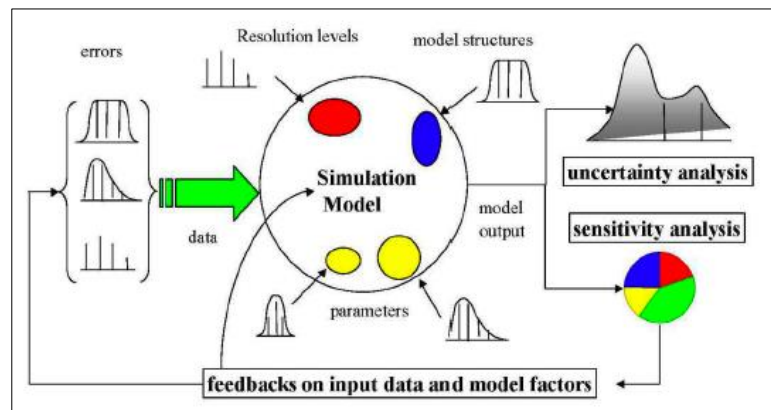 errors
Resolution levels
model structures
Simulation
Model
data
parameters
model
output
uncertainty analysis
sensitivity analysis
feedbacks on input data and model factors